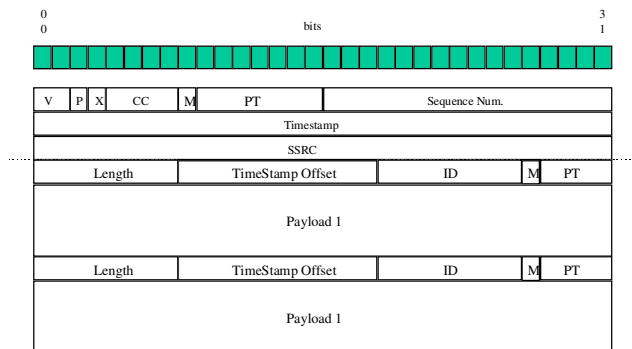 0 3
0 bits 1
V P X CC M PT Sequence Num.
Timestamp
SSRC
Length TimeStamp Offset ID M PT
Payload 1
Length TimeStamp Offset ID M PT
Payload 1